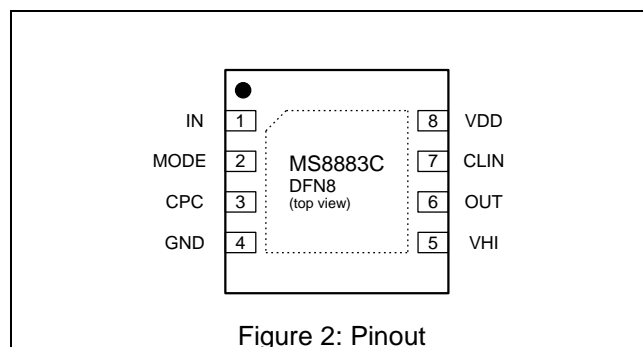 IN 1 8 VDD
MODE 2 MS8883C 7 CLIN
DFN8
(top view)
CPC 3 6 OUT
GND 4 5 VHI
Figure 2: Pinout